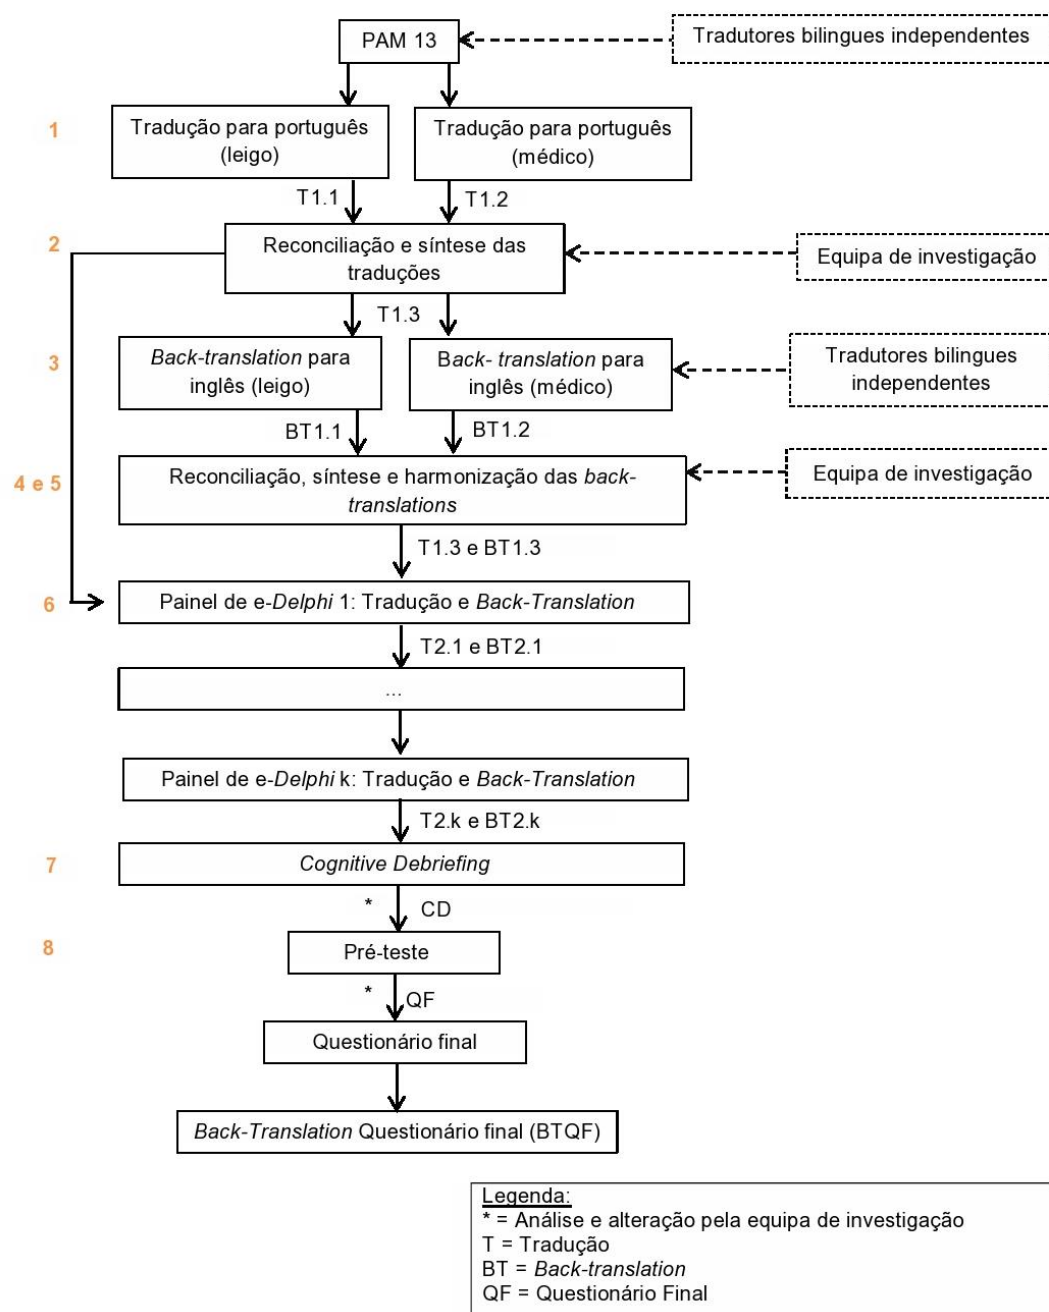 PAM 13
Tradutores bilingues independentes
1
Tradução para português
(leigo)
Tradução para português
(médico)
T1.1
T1.2
2
Reconciliação e síntese das
traduções
Equipa de investigação
T1.3
3
Back-translation para
inglês (leigo)
Back- translation para
inglês (médico)
Tradutores bilingues
independentes
BT1.1
BT1.2
4 e 5
Reconciliação, síntese e harmonização das back-
translations
Equipa de investigação
T1.3 e BT1.3
6
Painel de e-Delphi 1: Tradução e Back-Translation
T2.1 e BT2.1
...
Painel de e-Delphi k: Tradução e Back-Translation
T2.k e BT2.k
7
Cognitive Debriefing
* CD
8
Pré-teste
* QF
Questionário final
Back-Translation Questionário final (BTQF)
Legenda:
* = Análise e alteração pela equipa de investigação
T = Tradução
BT = Back-translation
QF = Questionário Final